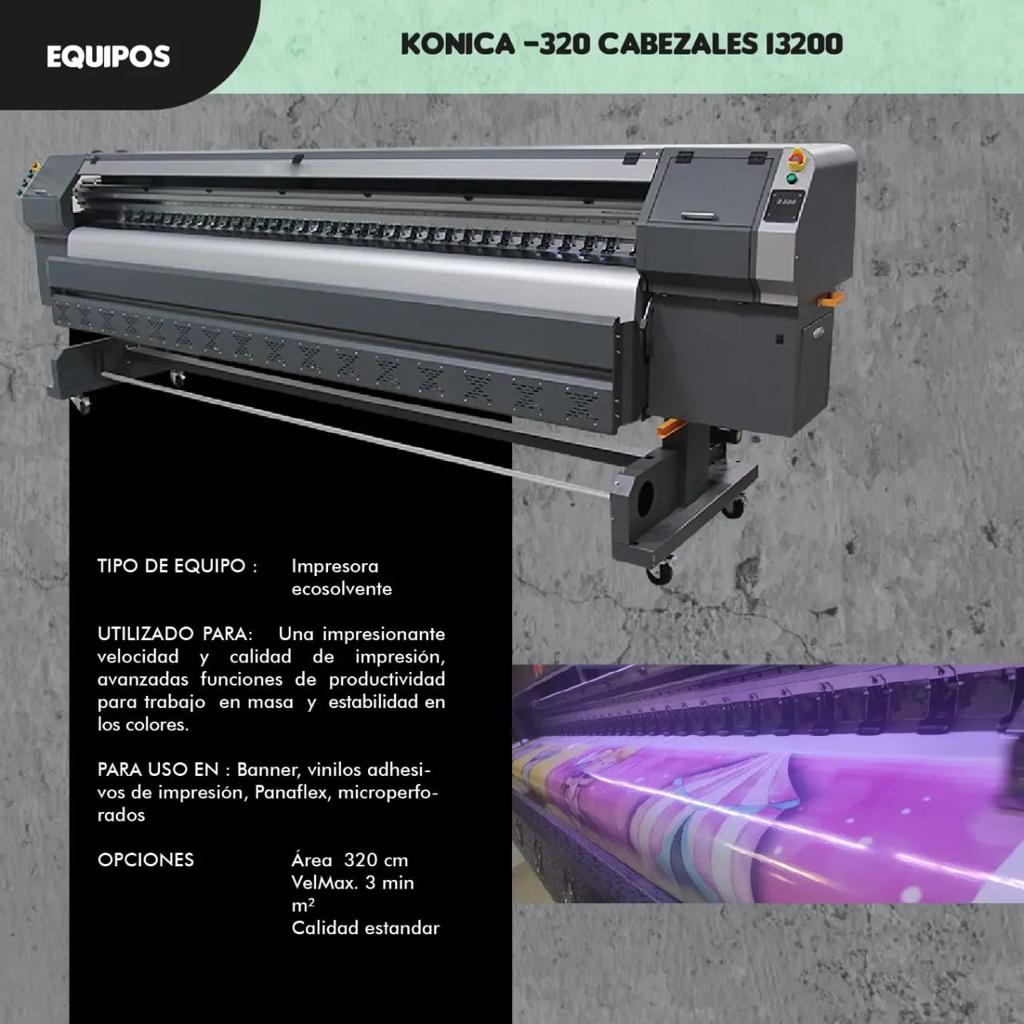 EQUIPOS
KONICA -320 CABEZALES I3200
TIPO DE EQUIPO : Impresora
ecosolvente
UTILIZADO PARA: Una impresionante
velocidad y calidad de impresión,
avanzadas funciones de productividad
para trabajo en masa y estabilidad en
los colores.
PARA USO EN : Banner, vinilos adhesi-
vos de impresión, Panaflex, microperfo-
rados
OPCIONES Área 320 cm
VelMax. 3 min
m²
Calidad estandar